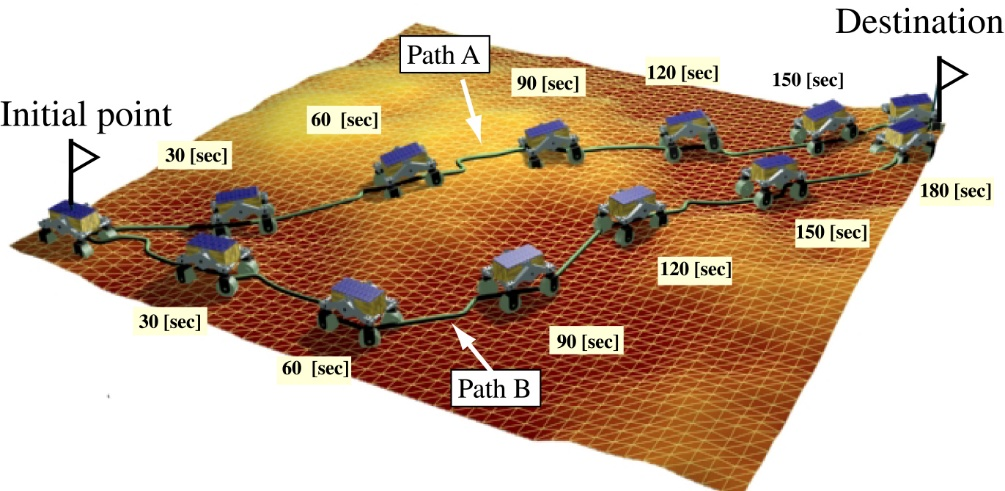 Destination
Path A
90 [sec]
120 [sec]
150 [sec]
Initial point
60 [sec]
30 [sec]
180 [sec]
150 [sec]
120 [sec]
30 [sec]
90 [sec]
60 [sec]
Path B